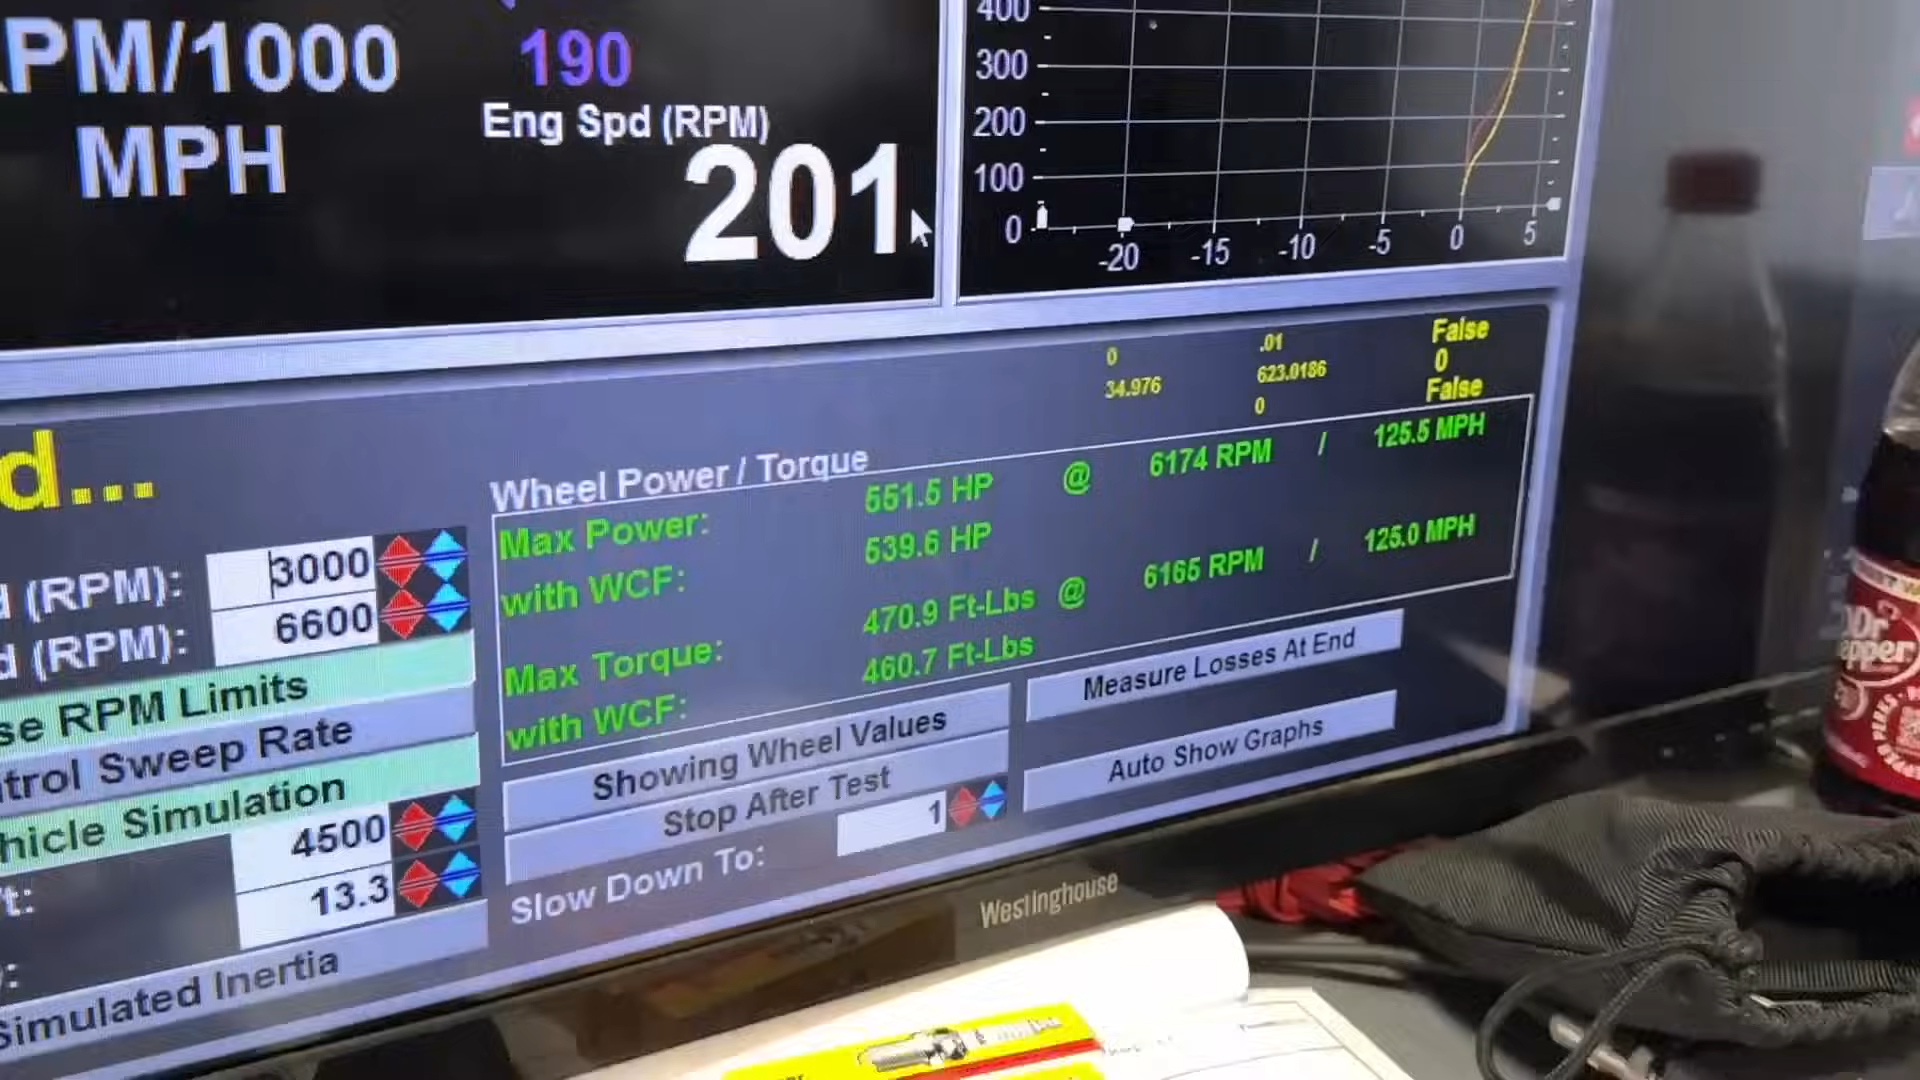 RPM/1000
MPH
190
Eng Spd (RPM)
201
400
300
200
100
0
-20 -15 -10 -5 0 5
0 .01 False
34.976 623.0186 0
0 False
d...
Wheel Power / Torque
Max Power: 551.5 HP @ 6174 RPM / 125.5 MPH
with WCF: 539.6 HP
Max Torque: 470.9 Ft-Lbs @ 6165 RPM / 125.0 MPH
with WCF: 460.7 Ft-Lbs
d (RPM): 3000
d (RPM): 6600
se RPM Limits
ntrol Sweep Rate
hicle Simulation
4500
't: 13.3
Simulated Inertia
Showing Wheel Values
Stop After Test
Slow Down To: 1
Measure Losses At End
Auto Show Graphs
Westinghouse
Dr
epper